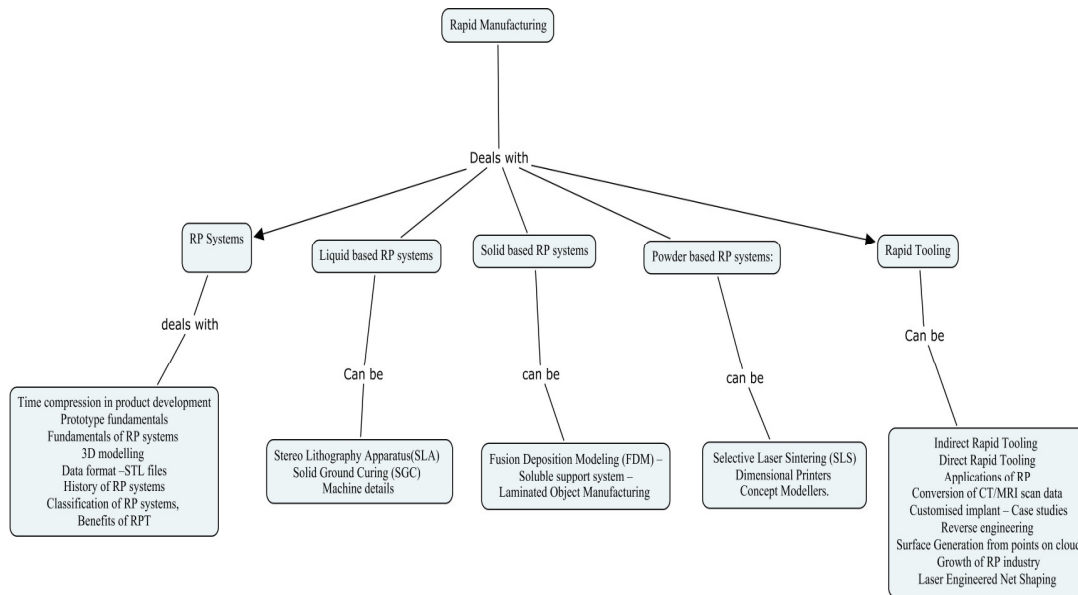 Rapid Manufacturing
Deals with
RP Systems
Liquid based RP systems
Solid based RP systems
Powder based RP systems:
Rapid Tooling
deals with
Can be
can be
can be
Can be
Time compression in product development
Prototype fundamentals
Fundamentals of RP systems
3D modelling
Data format –STL files
History of RP systems
Classification of RP systems,
Benefits of RPT
Stereo Lithography Apparatus(SLA)
Solid Ground Curing (SGC)
Machine details
Fusion Deposition Modeling (FDM) –
Soluble support system –
Laminated Object Manufacturing
Selective Laser Sintering (SLS)
Dimensional Printers
Concept Modellers.
Indirect Rapid Tooling
Direct Rapid Tooling
Applications of RP
Conversion of CT/MRI scan data
Customised implant – Case studies
Reverse engineering
Surface Generation from points on cloud
Growth of RP industry
Laser Engineered Net Shaping